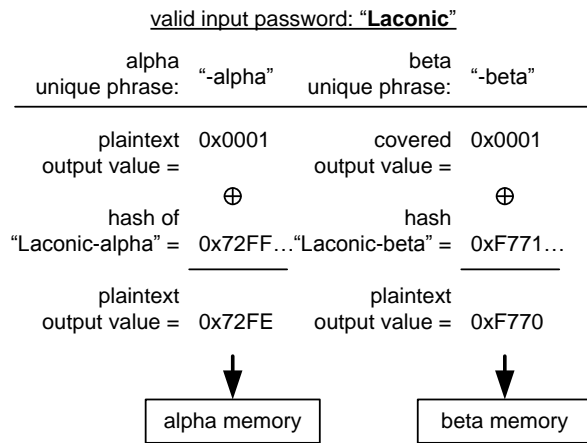 valid input password: “Laconic”
alpha
unique phrase: “-alpha”
beta
unique phrase: “-beta”
plaintext
output value = 0x0001
covered
output value = 0x0001
⊕
⊕
hash of
“Laconic-alpha” = 0x72FF…
hash
“Laconic-beta” = 0xF771…
plaintext
output value = 0x72FE
plaintext
output value = 0xF770
alpha memory
beta memory